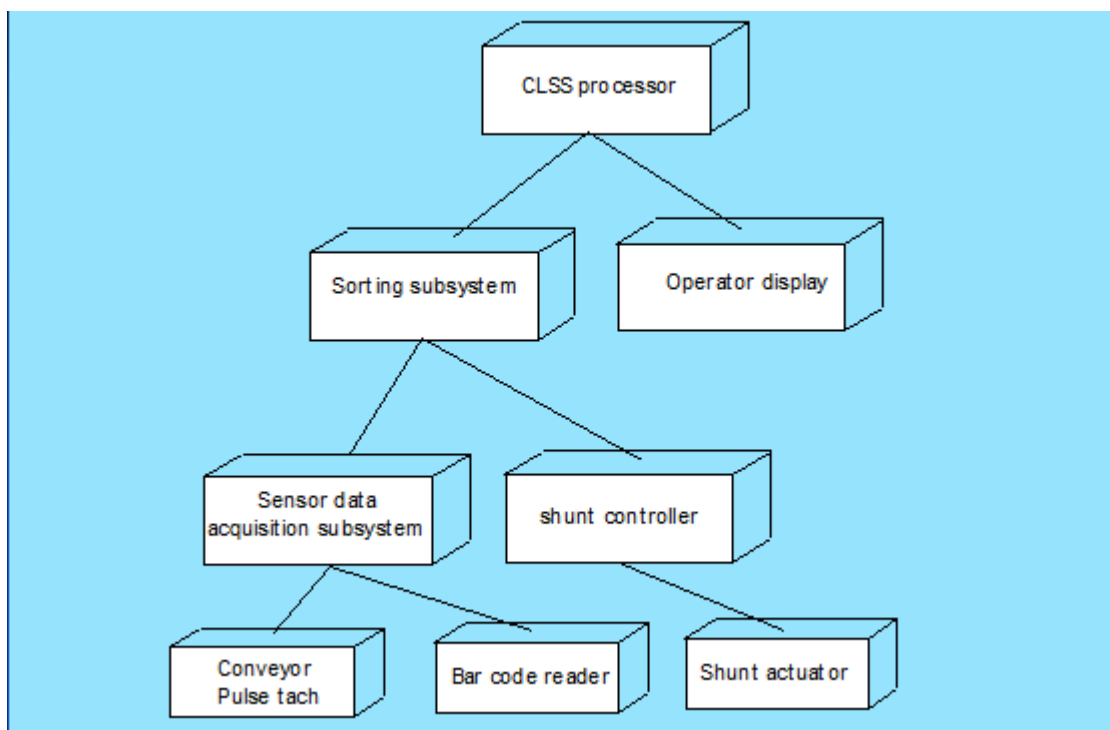 CLSS processor
Sorting subsystem
Operator display
Sensor data
acquisition subsystem
shunt controller
Conveyor
Pulse tach
Bar code reader
Shunt actuator